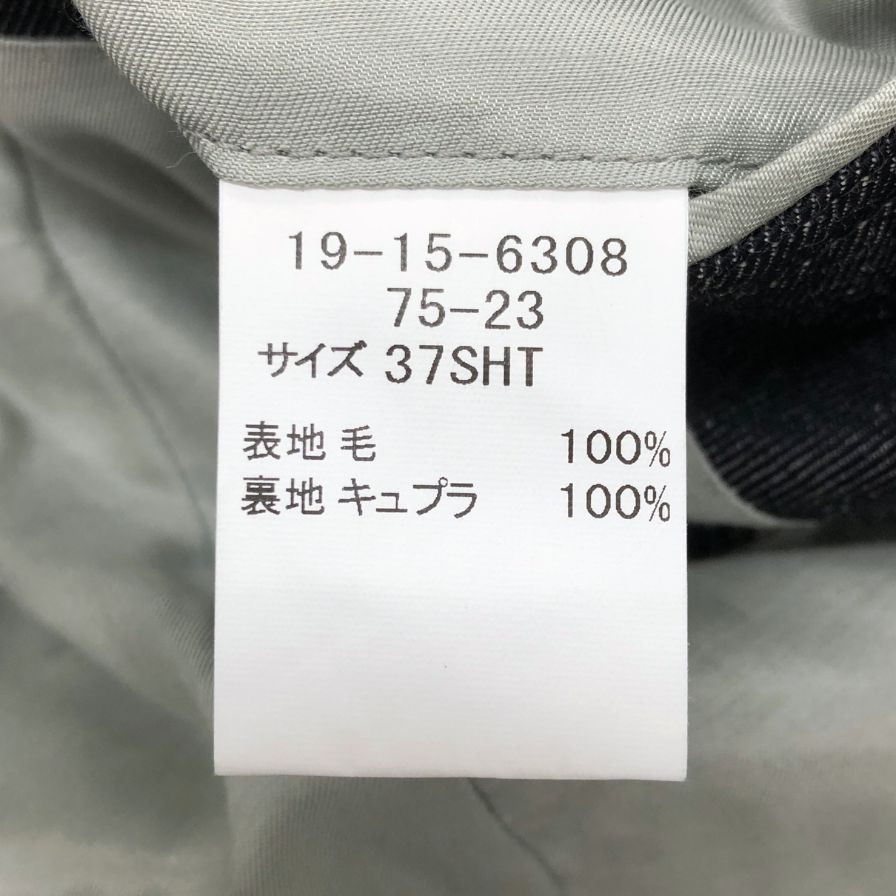 19-15-6308
75-23
サイズ 37SHT
表地 毛 100%
裏地 キュプラ 100%